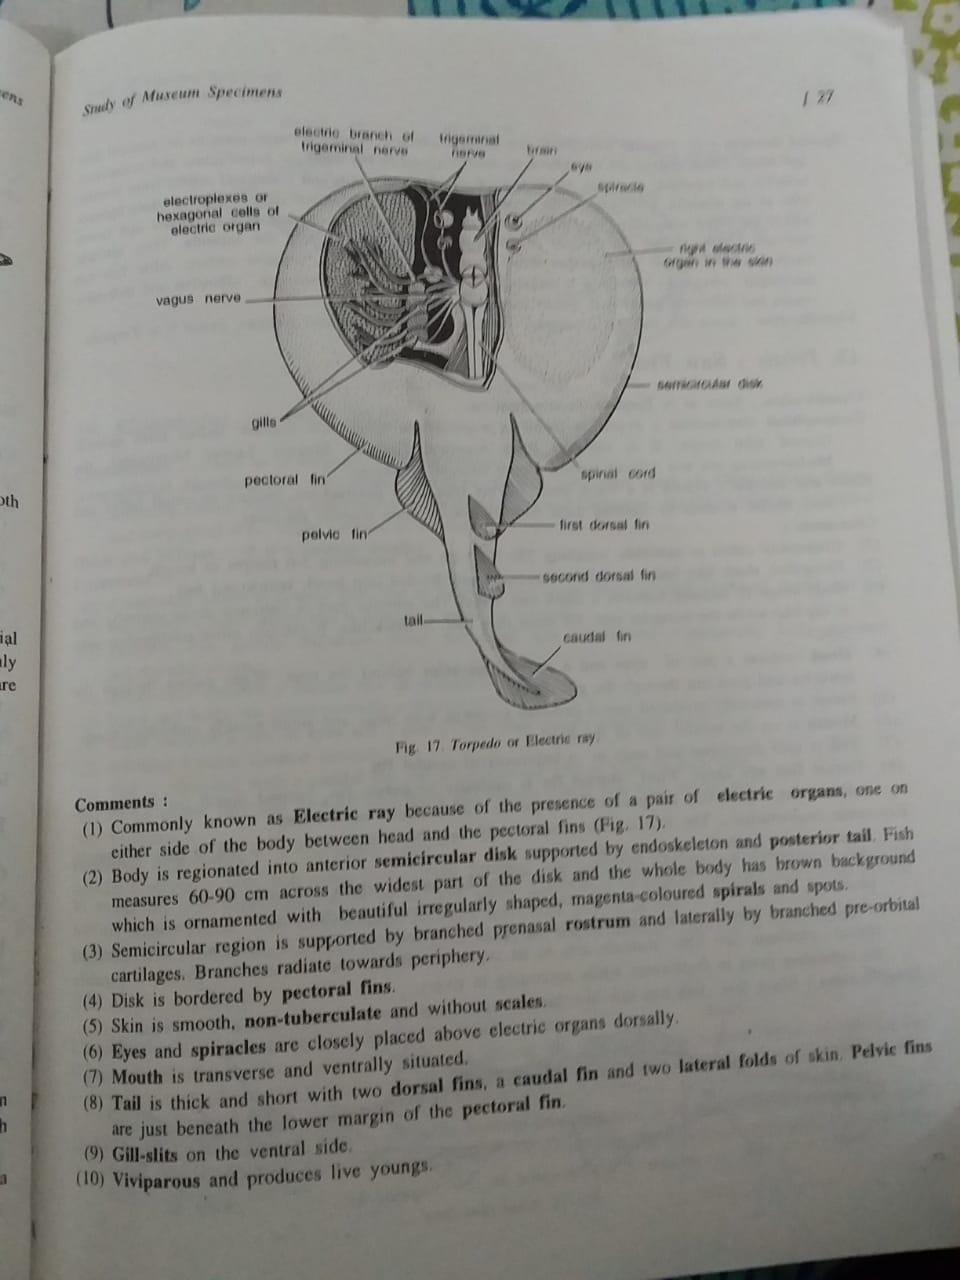 Study of Museum Specimens
[ 27
electric branch of
trigeminal nerve
trigeminal
nerve
brain
eye
spiracle
electroplexes or
hexagonal cells of
electric organ
right electric
organ in the skin
vagus nerve
semicircular disk
gills
pectoral fin
spinal cord
pelvic fin
first dorsal fin
second dorsal fin
tail
caudal fin
Fig. 17. Torpedo or Electric ray.
Comments :
(1) Commonly known as Electric ray because of the presence of a pair of electric organs, one on
either side of the body between head and the pectoral fins (Fig. 17).
(2) Body is regionated into anterior semicircular disk supported by endoskeleton and posterior tail. Fish
measures 60-90 cm across the widest part of the disk and the whole body has brown background
which is ornamented with beautiful irregularly shaped, magenta-coloured spirals and spots.
(3) Semicircular region is supported by branched prenasal rostrum and laterally by branched pre-orbital
cartilages. Branches radiate towards periphery.
(4) Disk is bordered by pectoral fins.
(5) Skin is smooth, non-tuberculate and without scales.
(6) Eyes and spiracles are closely placed above electric organs dorsally.
(7) Mouth is transverse and ventrally situated.
(8) Tail is thick and short with two dorsal fins, a caudal fin and two lateral folds of skin. Pelvic fins
are just beneath the lower margin of the pectoral fin.
(9) Gill-slits on the ventral side.
(10) Viviparous and produces live youngs.